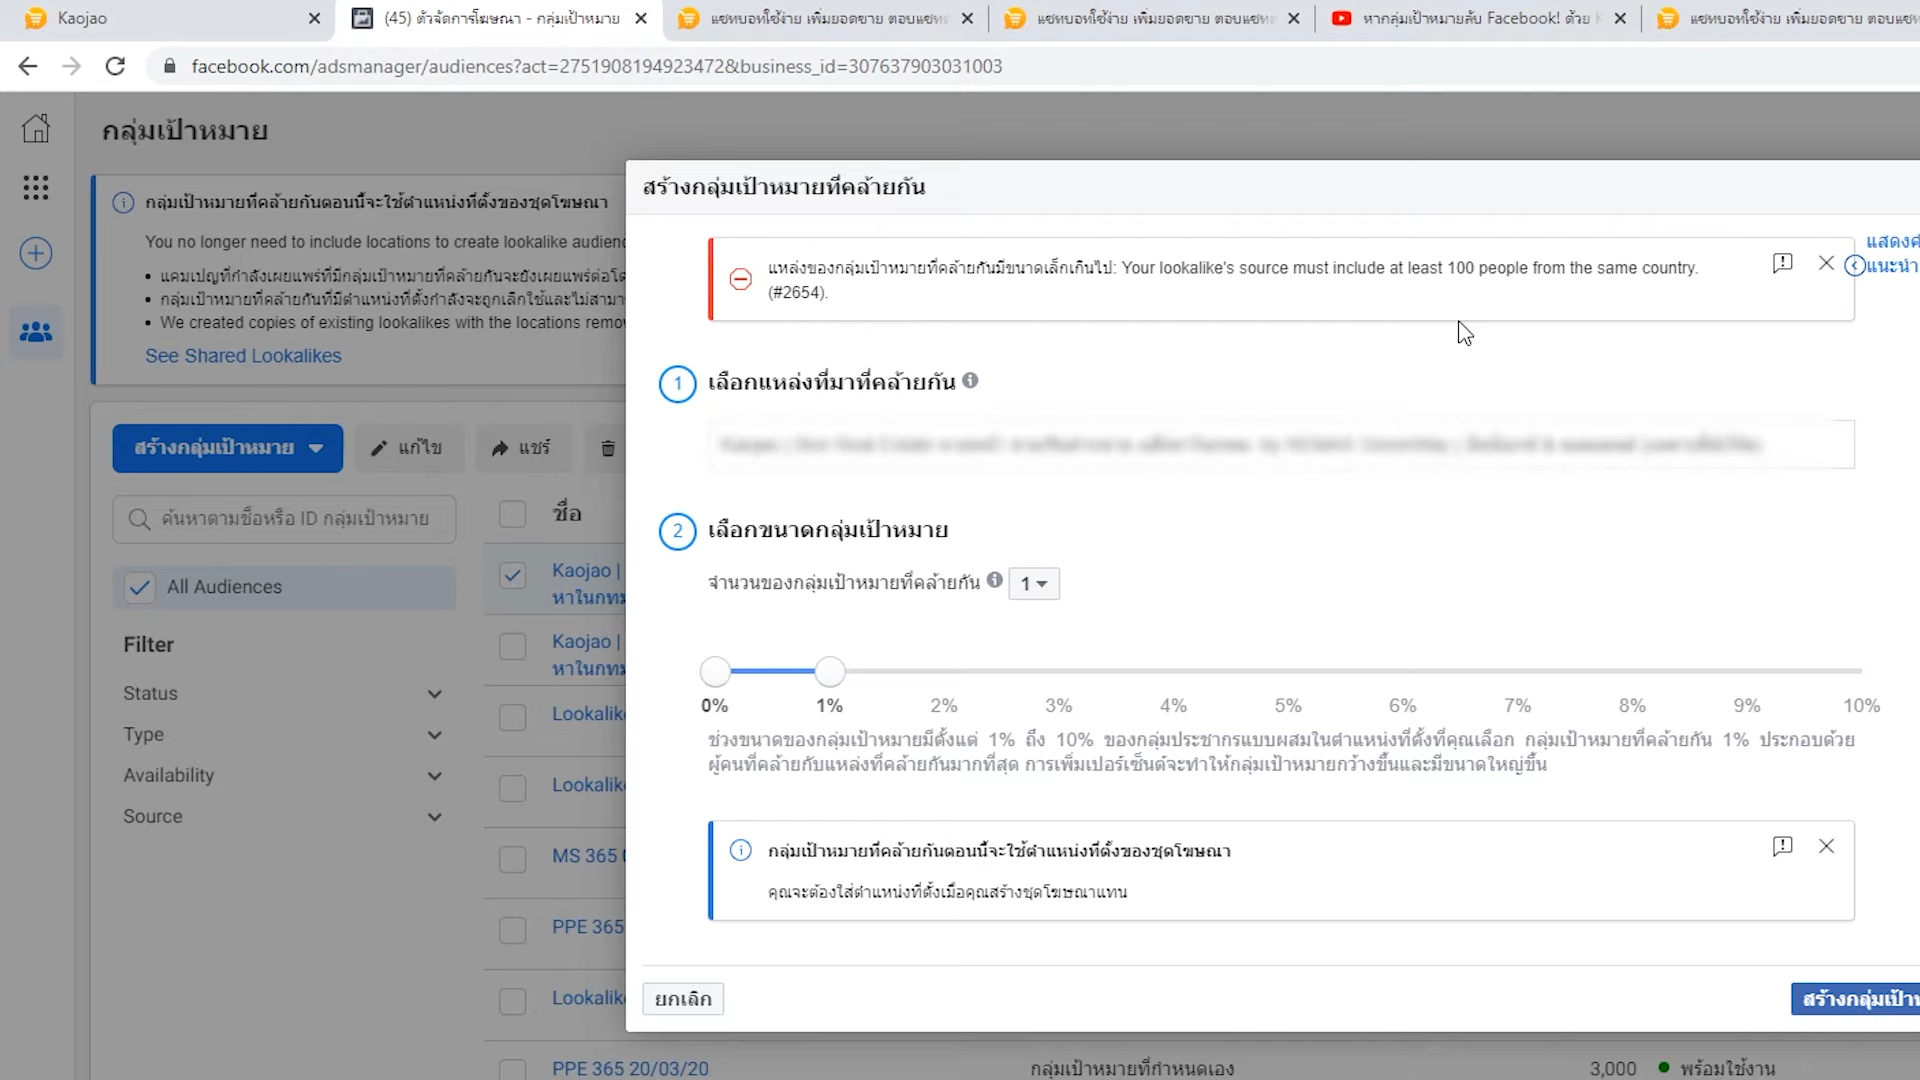 Kaojao
(45) ตัวจัดการโฆษณา - กลุ่มเป้าหมาย
แชทบอทใช้ง่าย เพิ่มยอดขาย ตอบแชท
แชทบอทใช้ง่าย เพิ่มยอดขาย ตอบแชท
หากลุ่มเป้าหมายลับ Facebook! ด้วย
แชทบอทใช้ง่าย เพิ่มยอดขาย ตอบแช
facebook.com/adsmanager/audiences?act=2751908194923472&business_id=307637903031003
กลุ่มเป้าหมาย
กลุ่มเป้าหมายที่คล้ายกันตอนนี้จะใช้ตำแหน่งที่ตั้งของชุดโฆษณา
You no longer need to include locations to create lookalike audien
แคมเปญที่กำลังเผยแพร่ที่มีกลุ่มเป้าหมายที่คล้ายกันจะยังเผยแพร่ต่อไ
กลุ่มเป้าหมายที่คล้ายกันที่มีตำแหน่งที่ตั้งกำลังจะถูกเลิกใช้และไม่สามา
We created copies of existing lookalikes with the locations remo
See Shared Lookalikes
สร้างกลุ่มเป้าหมาย
แก้ไข
แชร์
ค้นหาตามชื่อหรือ ID กลุ่มเป้าหมาย
All Audiences
Filter
Status
Type
Availability
Source
ชื่อ
Kaojao |
หาในกทม
Kaojao |
หาในกทม
Lookalik
Lookalik
MS 365
PPE 365
Lookalik
PPE 365 20/03/20
กลุ่มเป้าหมายที่กำหนดเอง
3,000
พร้อมใช้งาน
สร้างกลุ่มเป้าหมายที่คล้ายกัน
แหล่งของกลุ่มเป้าหมายที่คล้ายกันมีขนาดเล็กเกินไป: Your lookalike's source must include at least 100 people from the same country.
(#2654).
แสดงคำ
แนะนำ
1
เลือกแหล่งที่มาที่คล้ายกัน
2
เลือกขนาดกลุ่มเป้าหมาย
จำนวนของกลุ่มเป้าหมายที่คล้ายกัน
1
0% 1% 2% 3% 4% 5% 6% 7% 8% 9% 10%
ช่วงขนาดของกลุ่มเป้าหมายมีตั้งแต่ 1% ถึง 10% ของกลุ่มประชากรแบบผสมในตำแหน่งที่ตั้งที่คุณเลือก กลุ่มเป้าหมายที่คล้ายกัน 1% ประกอบด้วย
ผู้คนที่คล้ายกับแหล่งที่คล้ายกันมากที่สุด การเพิ่มเปอร์เซ็นต์จะทำให้กลุ่มเป้าหมายกว้างขึ้นและมีขนาดใหญ่ขึ้น
กลุ่มเป้าหมายที่คล้ายกันตอนนี้จะใช้ตำแหน่งที่ตั้งของชุดโฆษณา
คุณจะต้องใส่ตำแหน่งที่ตั้งเมื่อคุณสร้างชุดโฆษณาแทน
ยกเลิก
สร้างกลุ่มเป้าห